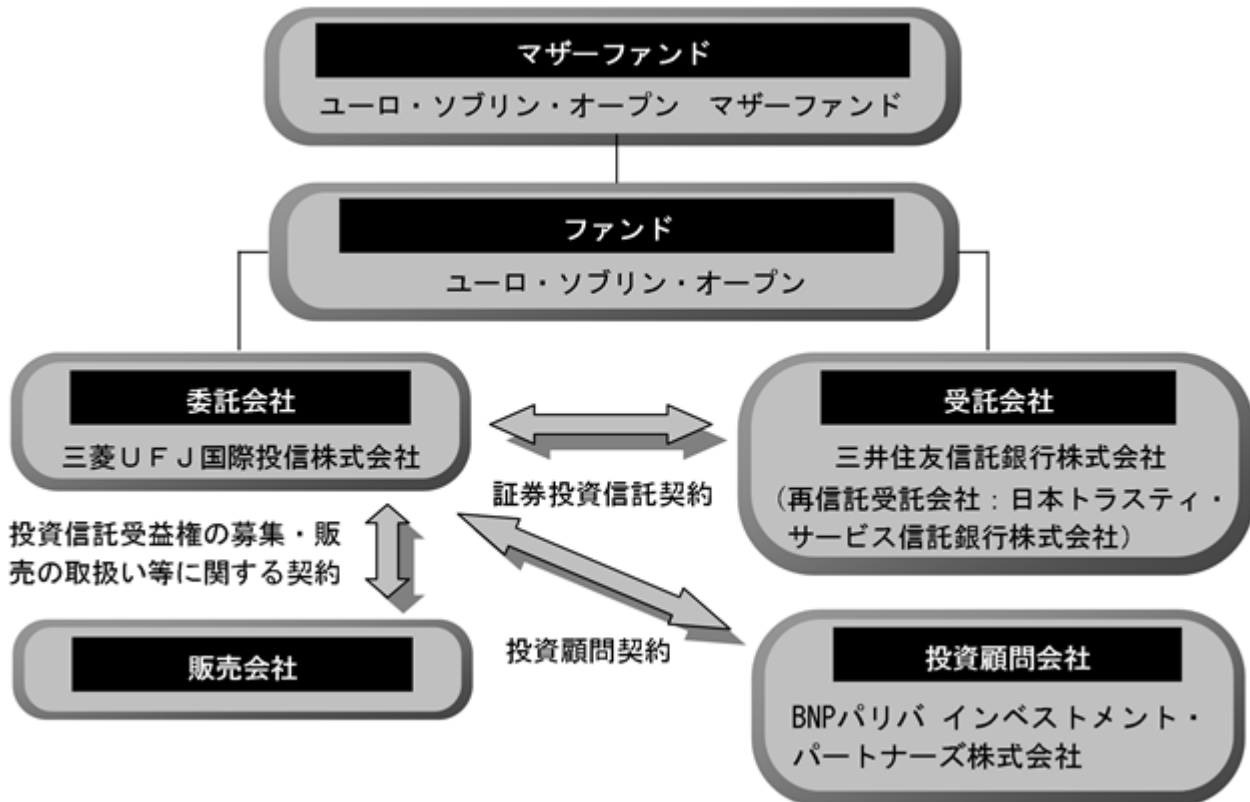 マザーファンド
ユーロ・ソブリン・オープン　マザーファンド
ファンド
ユーロ・ソブリン・オープン
委託会社
三菱ＵＦＪ国際投信株式会社
受託会社
三井住友信託銀行株式会社
（再信託受託会社：日本トラスティ・
サービス信託銀行株式会社）
証券投資信託契約
投資信託受益権の募集・販
売の取扱い等に関する契約
投資顧問契約
販売会社
投資顧問会社
BNPパリバ インベストメント・
パートナーズ株式会社